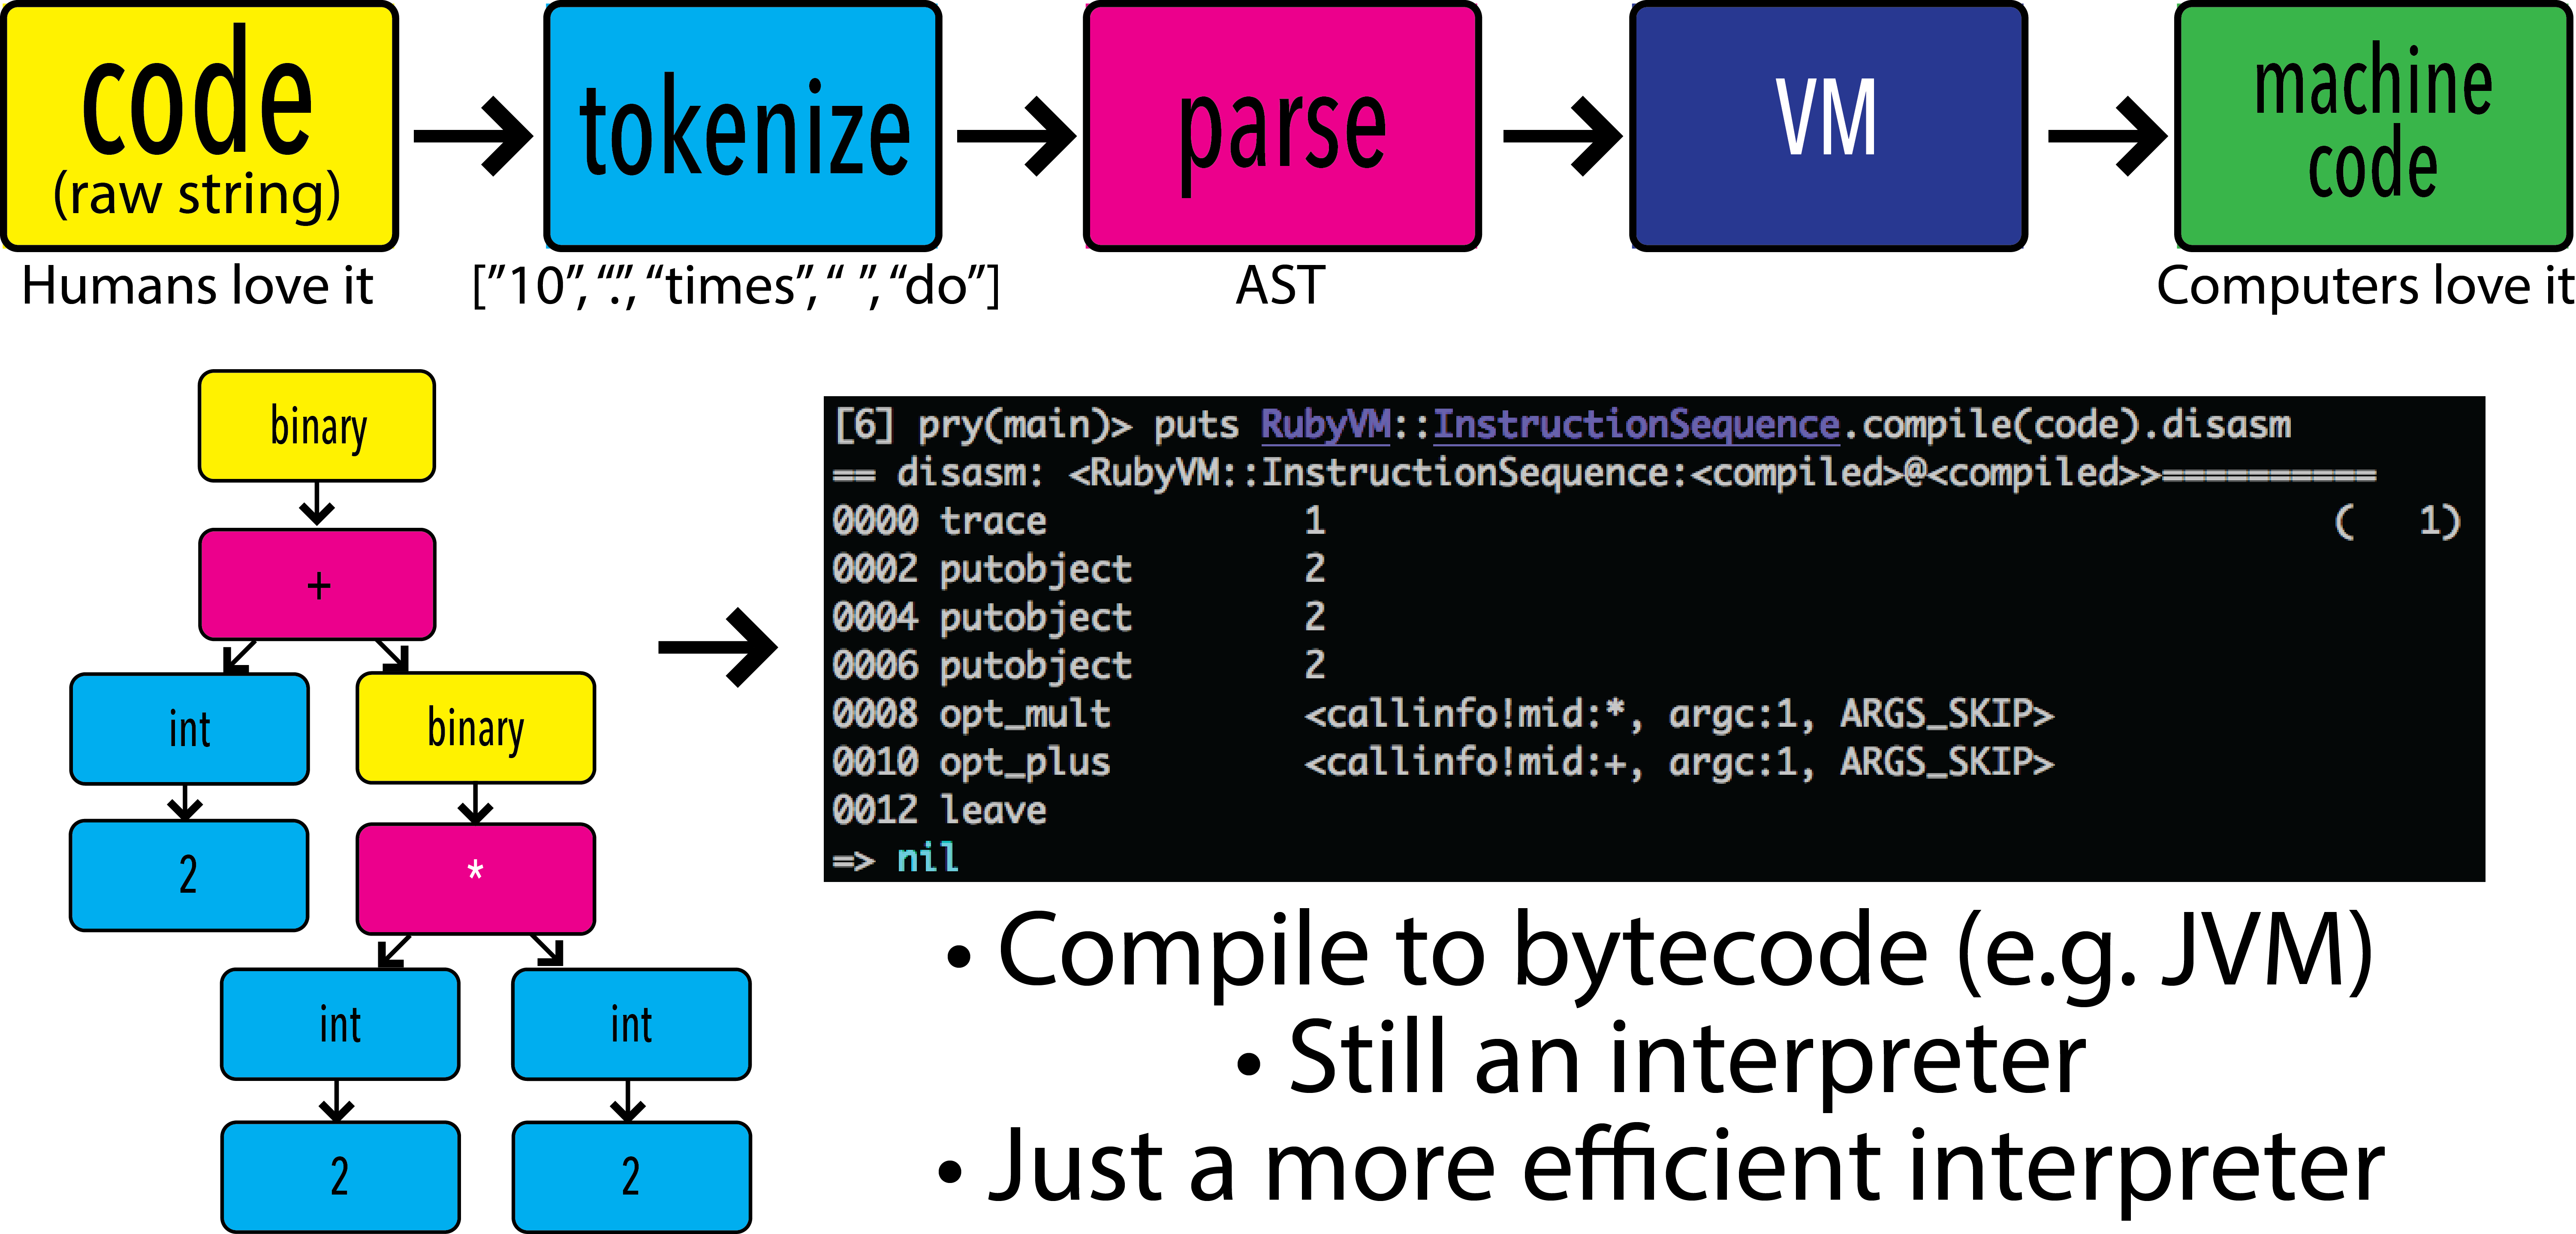 code
(raw string)
tokenize
parse
VM
machine
code
Humans love it
[”10”, “.”, “times”, “ ”, “do”]
AST
Computers love it
binary
+
int
binary
2
*
int
int
2
2
[6] pry(main)> puts RubyVM::InstructionSequence.compile(code).disasm
== disasm: <RubyVM::InstructionSequence:<compiled>@<compiled>>==========
0000 trace            1                                               (   1)
0002 putobject        2
0004 putobject        2
0006 putobject        2
0008 opt_mult         <callinfo!mid:*, argc:1, ARGS_SKIP>
0010 opt_plus         <callinfo!mid:+, argc:1, ARGS_SKIP>
0012 leave
=> nil
• Compile to bytecode (e.g. JVM)
• Still an interpreter
• Just a more efficient interpreter